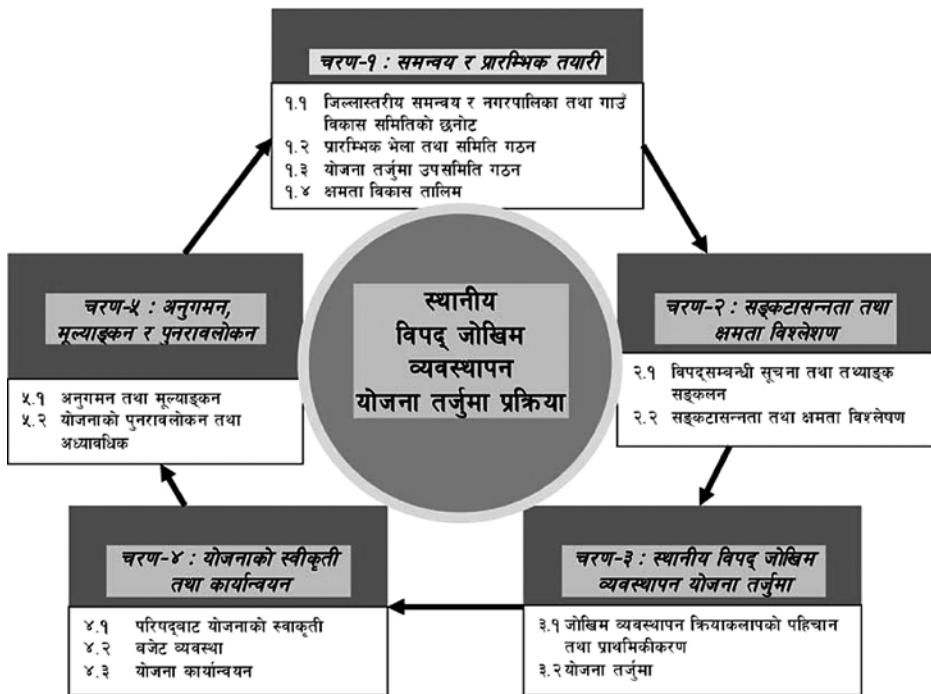 चरण-१ : समन्वय र प्रारम्भिक तयारी
१.१ जिल्लास्तरीय समन्वय र नगरपालिका तथा गाउँ
विकास समितिको छनोट
१.२ प्रारम्भिक भेला तथा समिति गठन
१.३ योजना तर्जुमा उपसमिति गठन
१.४ क्षमता विकास तालिम
चरण-२ : सङ्कटासन्नता तथा
क्षमता विश्लेशण
२.१ विपद्सम्बन्धी सूचना तथा तथ्याङ्क
सङ्कलन
२.२ सङ्कटासन्नता तथा क्षमता विश्लेषण
चरण-३ : स्थानीय विपद् जोखिम
व्यवस्थापन योजना तर्जुमा
३.१ जोखिम व्यवस्थापन क्रियाकलापको पहिचान
तथा प्राथमिकीकरण
३.२ योजना तर्जुमा
चरण-४ : योजनाको स्वीकृती
तथा कार्यान्वयन
४.१ परिषद्बाट योजनाको स्वाकृती
४.२ बजेट व्यवस्था
४.३ योजना कार्यान्वयन
चरण-५ : अनुगमन,
मूल्याङ्कन र पुनरावलोकन
५.१ अनुगमन तथा मूल्याङ्कन
५.२ योजनाको पुनरावलोकन तथा
अध्यावधिक
स्थानीय
विपद् जोखिम
व्यवस्थापन
योजना तर्जुमा प्रक्रिया